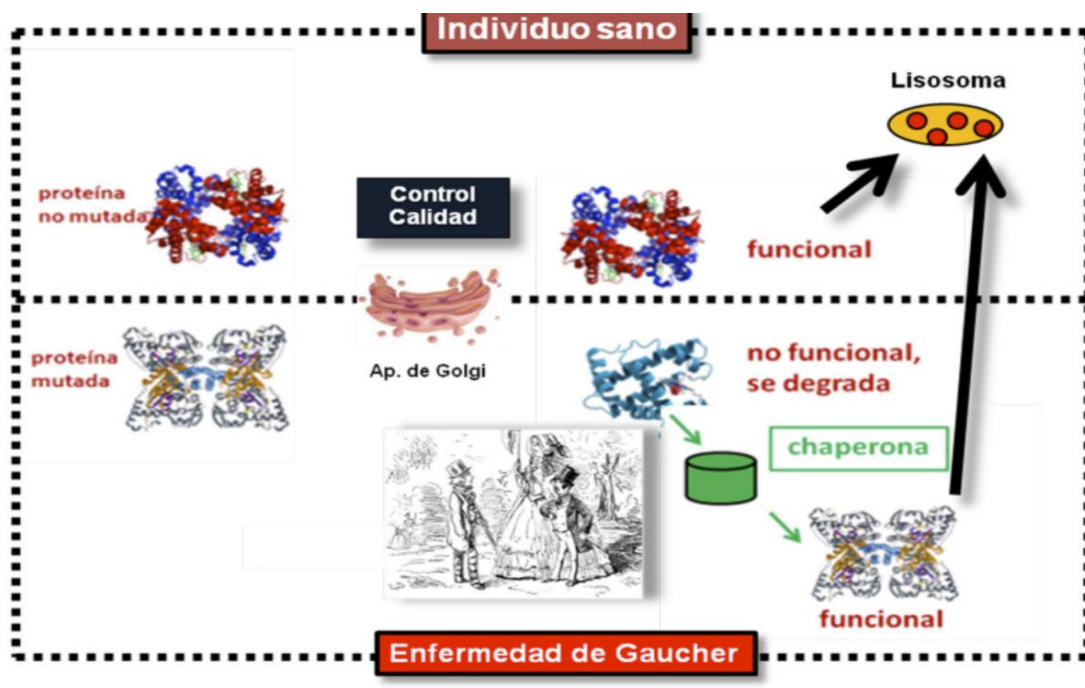 Individuo sano
Lisosoma
proteína
no mutada
Control
Calidad
funcional
proteína
mutada
Ap. de Golgi
no funcional,
se degrada
chaperona
funcional
Enfermedad de Gaucher